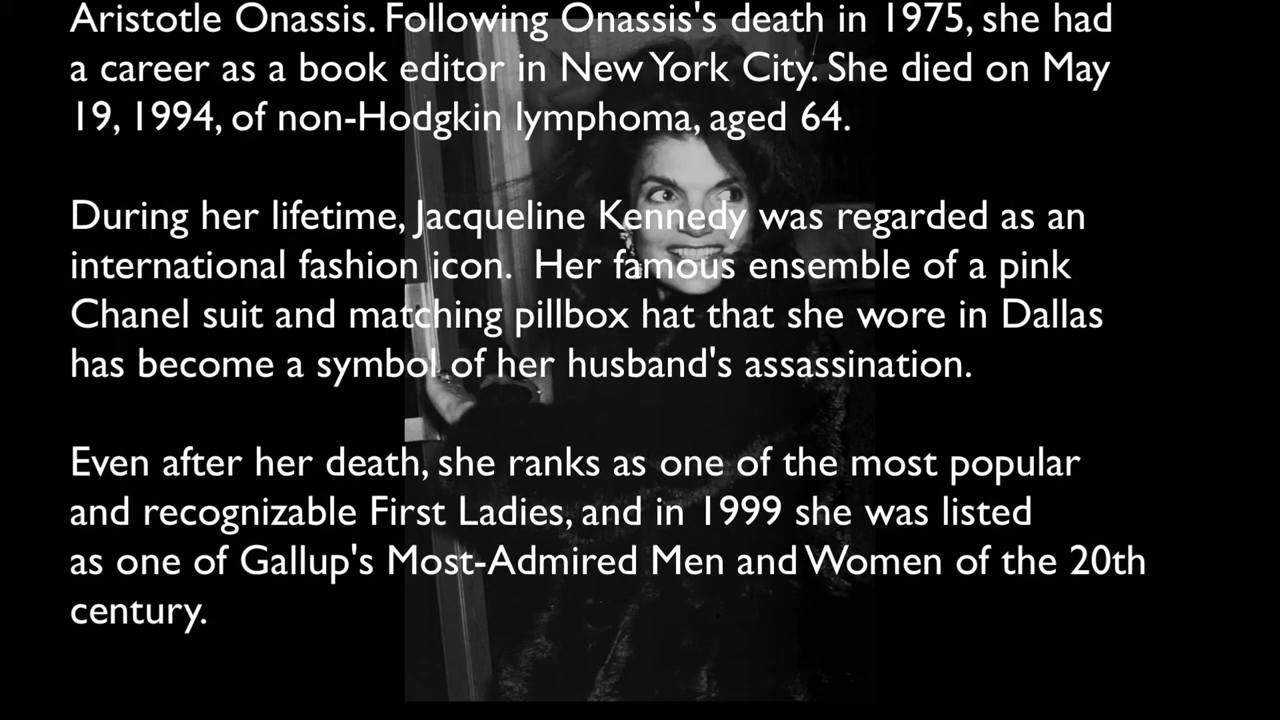 Aristotle Onassis. Following Onassis's death in 1975, she had
a career as a book editor in New York City. She died on May
19, 1994, of non-Hodgkin lymphoma, aged 64.
During her lifetime, Jacqueline Kennedy was regarded as an
international fashion icon.  Her famous ensemble of a pink
Chanel suit and matching pillbox hat that she wore in Dallas
has become a symbol of her husband's assassination.
Even after her death, she ranks as one of the most popular
and recognizable First Ladies, and in 1999 she was listed
as one of Gallup's Most-Admired Men and Women of the 20th
century.